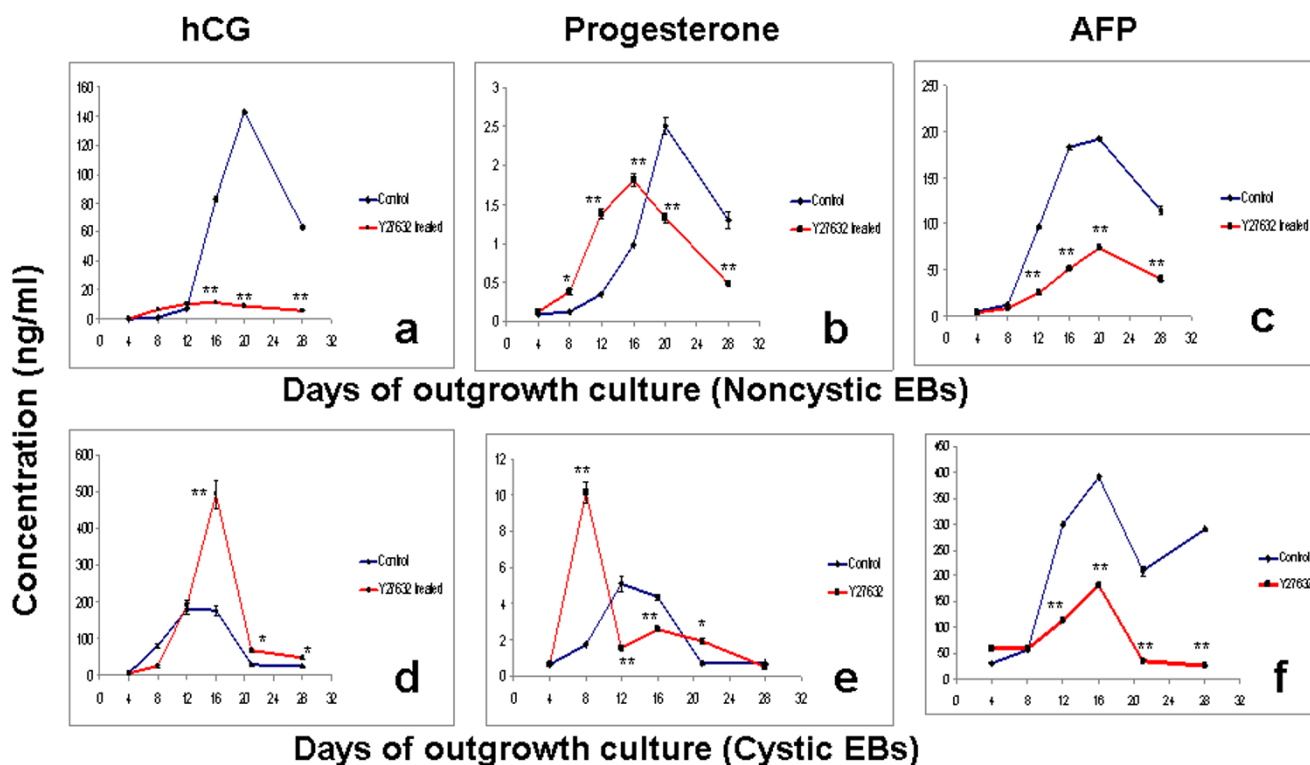 hCG Progesterone AFP
Concentration (ng/ml)
160
140
120
100
80
60
40
20
0
0 4 8 12 16 20 24 28 32
** ** **
Control
Y27632 treated
a
3
2.5
2
1.5
1
0.5
0
0 4 8 12 16 20 24 28 32
* ** ** ** **
Control
Y27632 treated
b
250
200
150
100
50
0
0 4 8 12 16 20 24 28 32
** ** ** **
Control
Y27632 treated
c
Days of outgrowth culture (Noncystic EBs)
600
500
400
300
200
100
0
0 4 8 12 16 20 24 28 32
** * *
Control
Y27632 treated
d
12
10
8
6
4
2
0
0 4 8 12 16 20 24 28 32
** ** ** *
Control
Y27632
e
450
400
350
300
250
200
150
100
50
0
0 4 8 12 16 20 24 28 32
** ** ** **
Control
Y27632
f
Days of outgrowth culture (Cystic EBs)